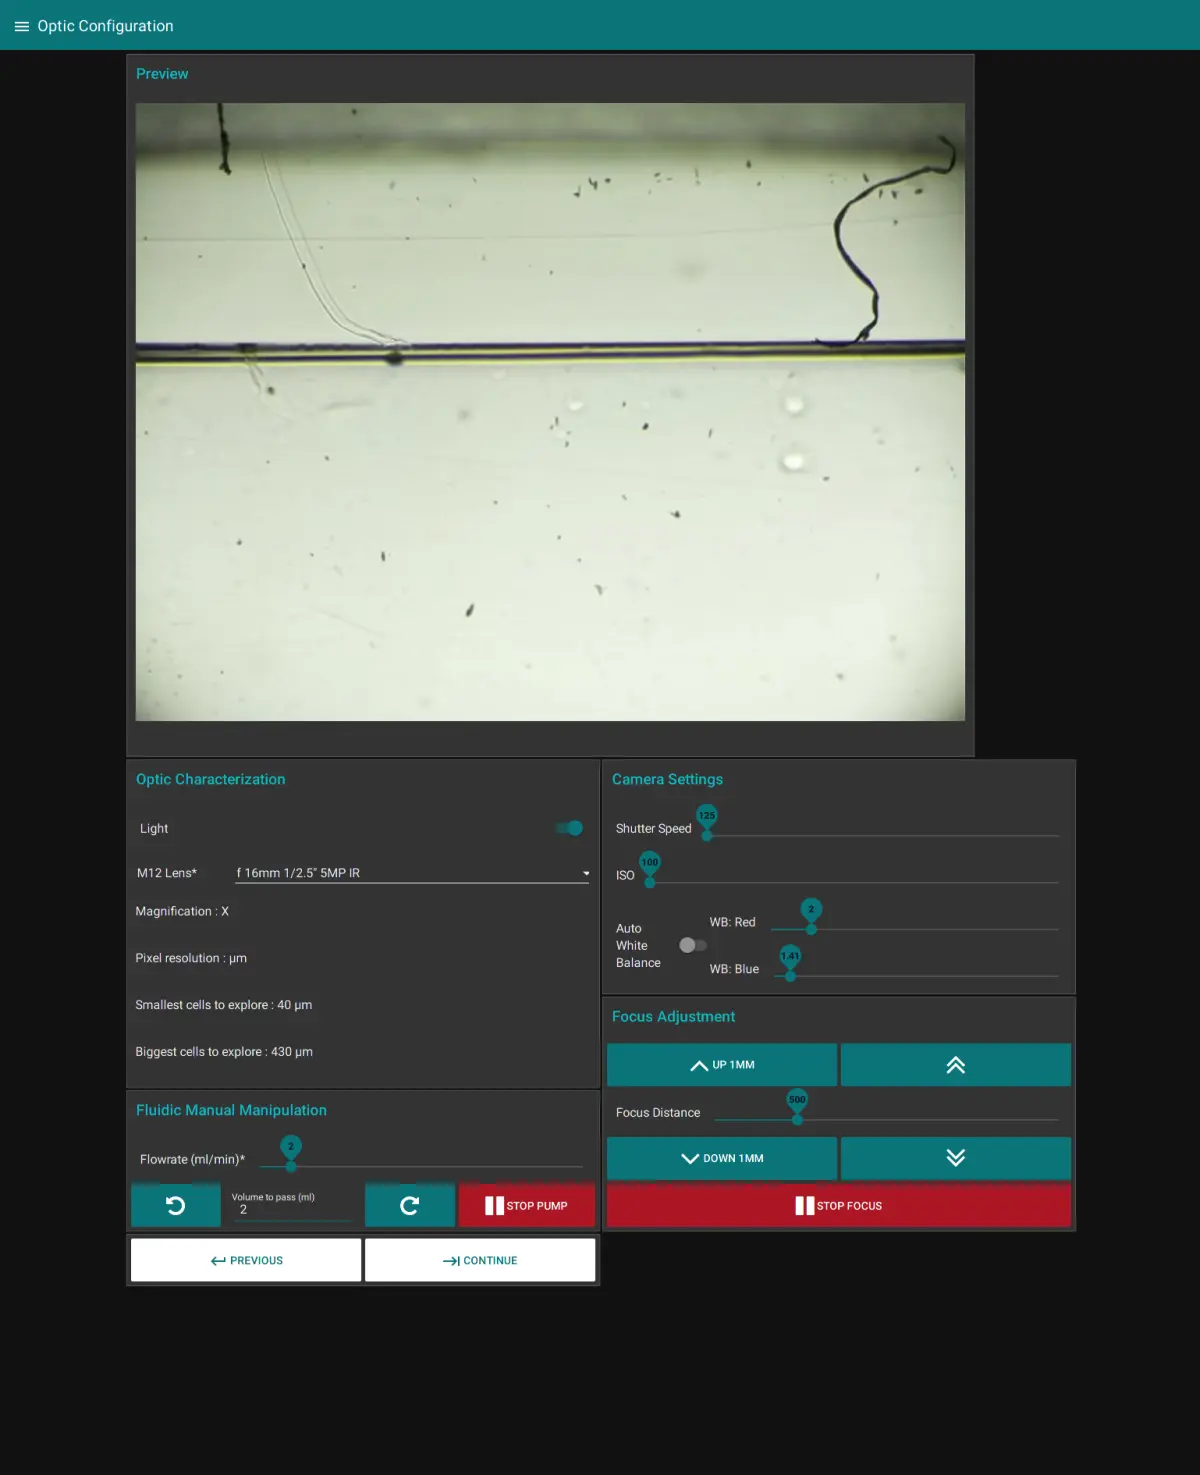 Optic Configuration
Preview
Optic Characterization
Light
M12 Lens*
f 16mm 1/2.5" 5MP IR
Magnification : X
Pixel resolution : µm
Smallest cells to explore : 40 µm
Biggest cells to explore : 430 µm
Camera Settings
125
Shutter Speed
100
ISO
Auto
White
Balance
2
WB: Red
1.41
WB: Blue
Focus Adjustment
UP 1MM
500
Focus Distance
DOWN 1MM
STOP FOCUS
Fluidic Manual Manipulation
2
Flowrate (ml/min)*
Volume to pass (ml)
2
STOP PUMP
PREVIOUS
CONTINUE